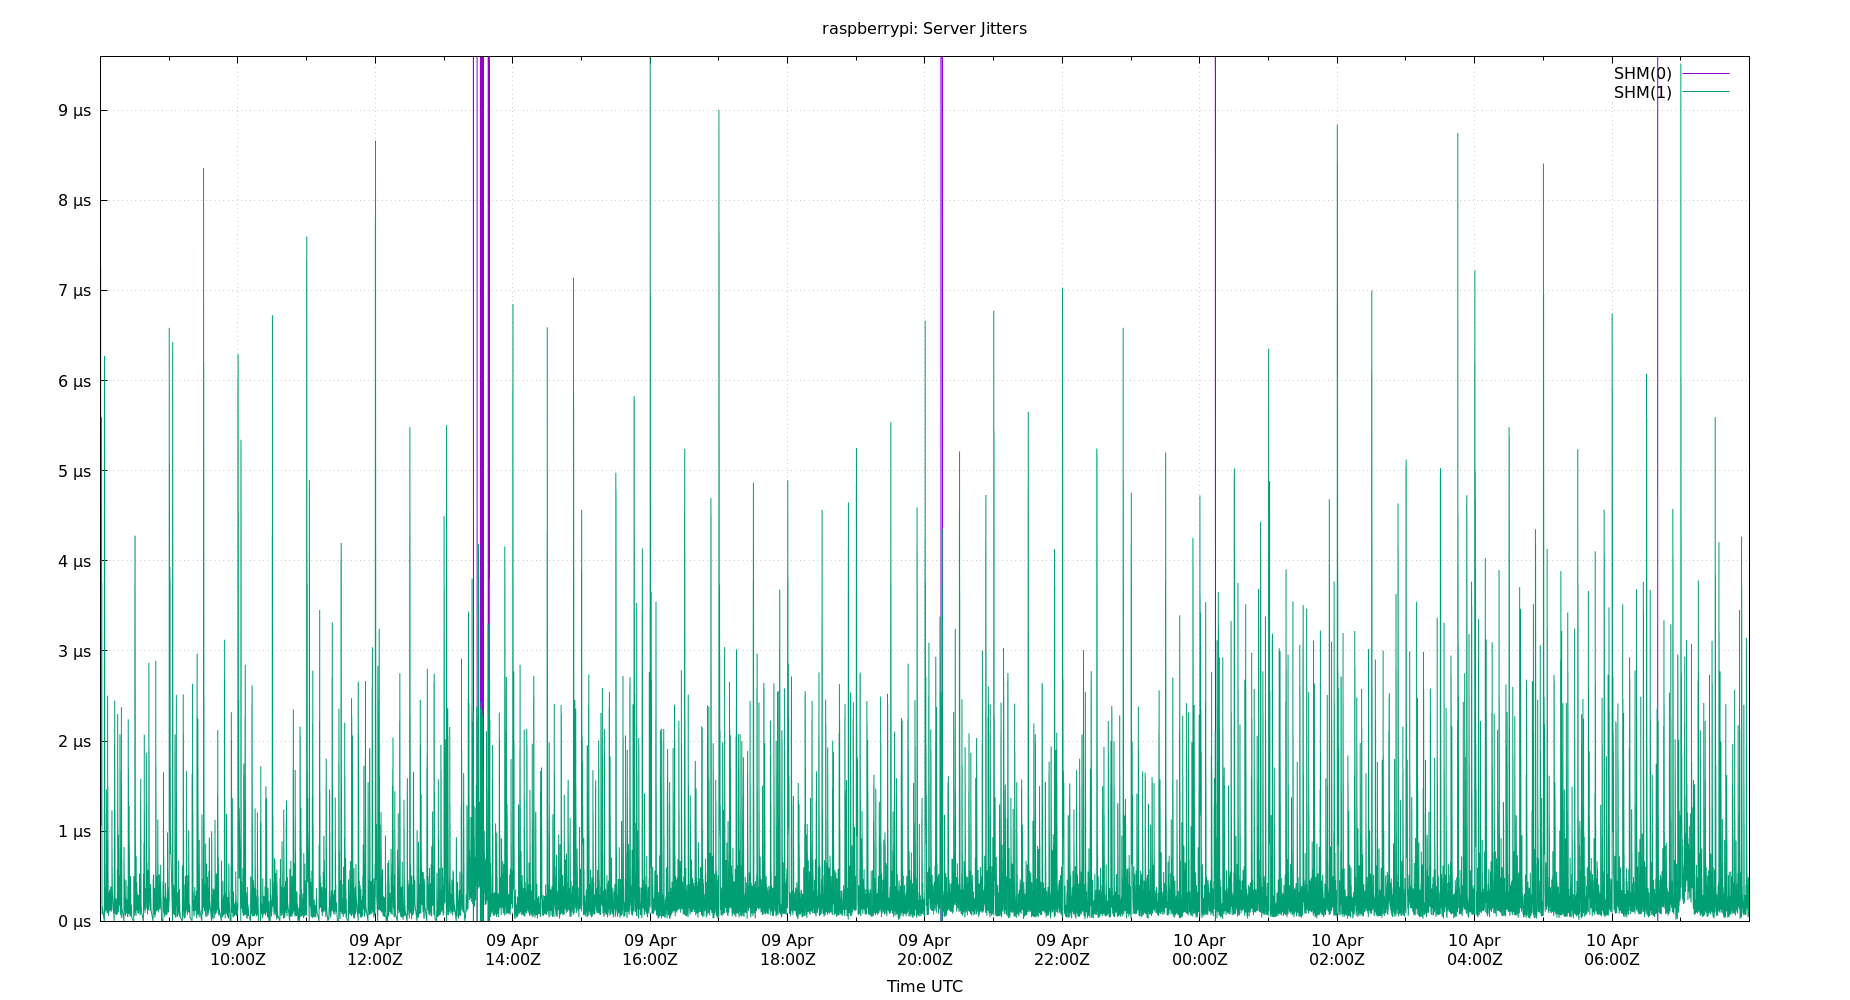 raspberrypi: Server Jitters
SHM(0)
SHM(1)
9 µs
8 µs
7 µs
6 µs
5 µs
4 µs
3 µs
2 µs
1 µs
0 µs
09 Apr 09 Apr 09 Apr 09 Apr 09 Apr 09 Apr 09 Apr 10 Apr 10 Apr 10 Apr 10 Apr
10:00Z 12:00Z 14:00Z 16:00Z 18:00Z 20:00Z 22:00Z 00:00Z 02:00Z 04:00Z 06:00Z
Time UTC